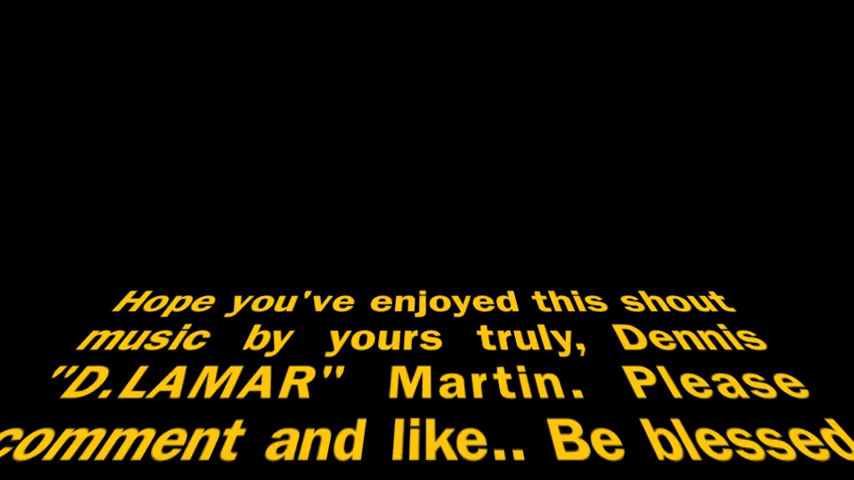 Hope you've enjoyed this shout
music by yours truly, Dennis
"D.LAMAR" Martin. Please
comment and like.. Be blessed